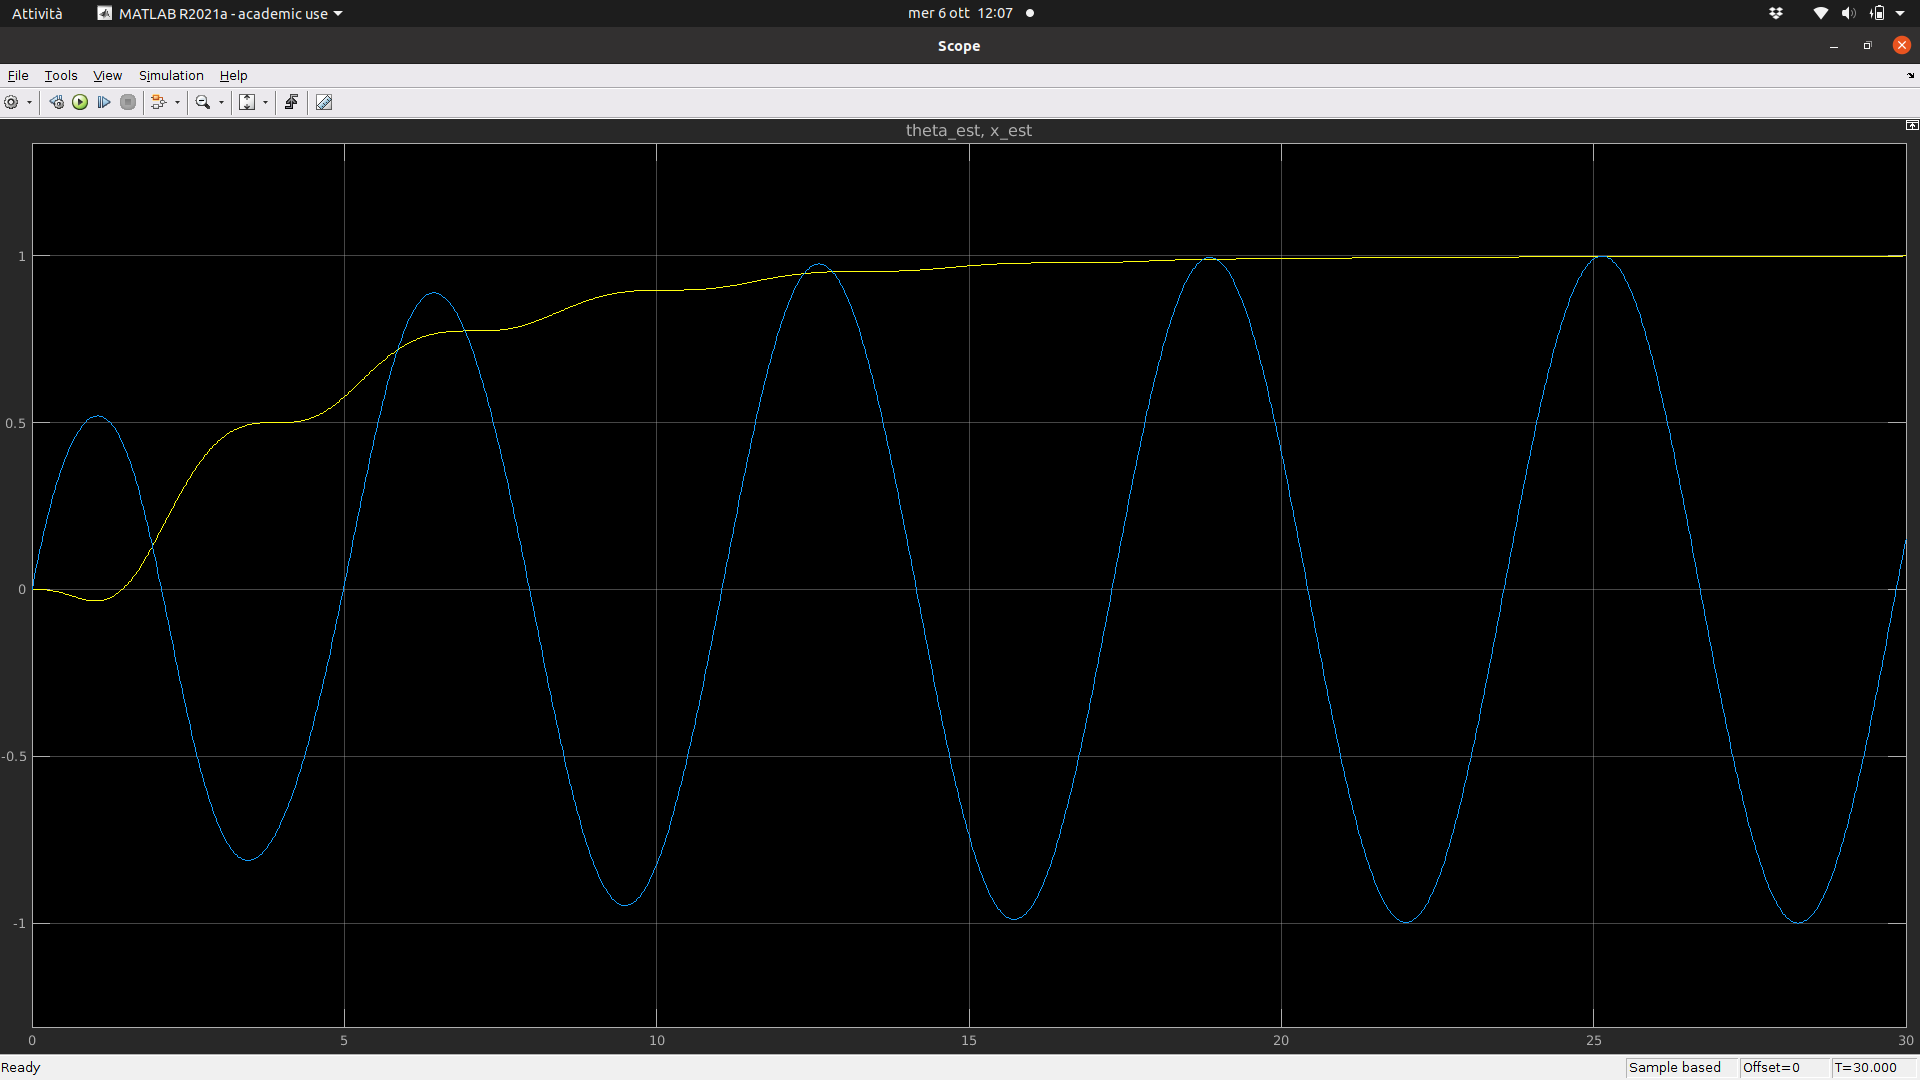 Attività MATLAB R2021a - academic use mer 6 ott 12:07
Scope
File Tools View Simulation Help
theta_est, x_est
1
0.5
0
-0.5
-1
0 5 10 15 20 25 30
Ready Sample based Offset=0 T=30.000